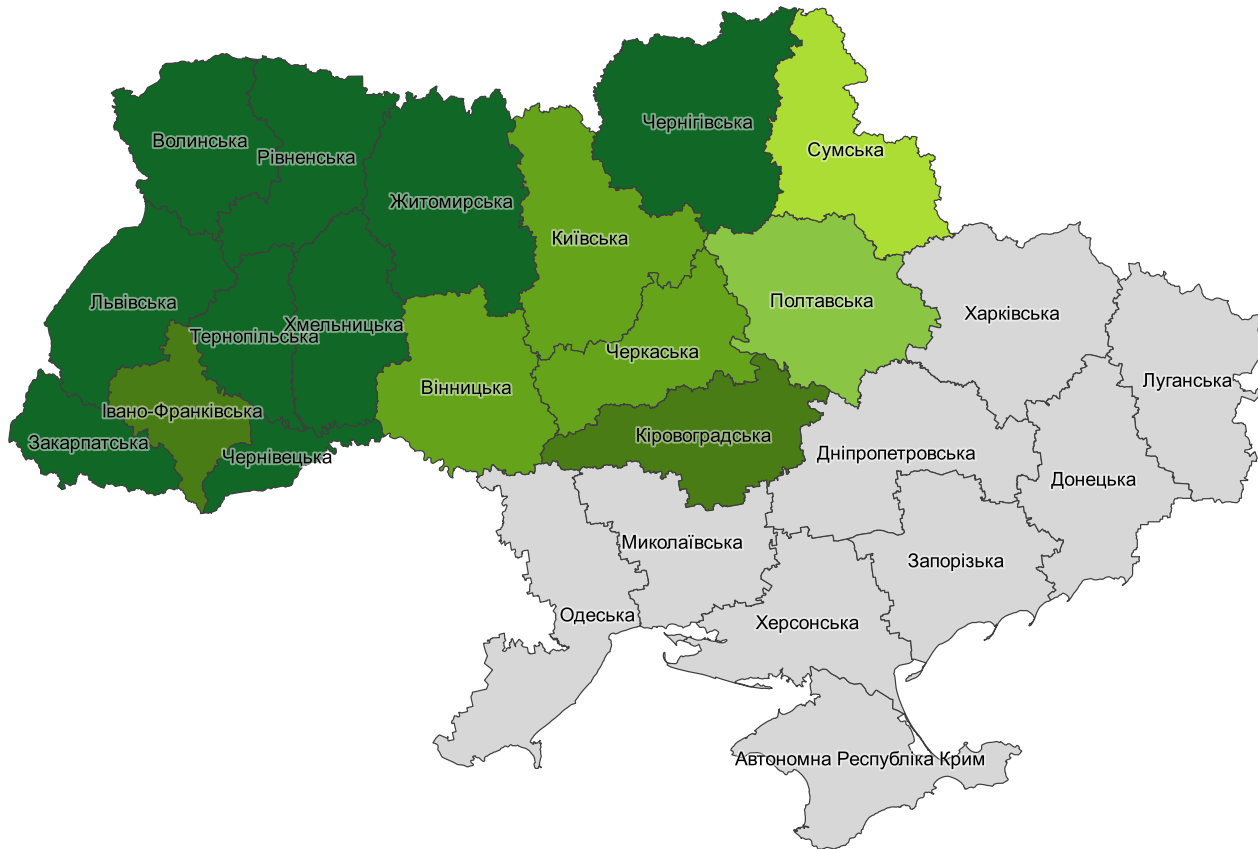 Чернігівська
Волинська
Рівненська
Сумська
Житомирська
Київська
Львівська
Тернопільська
Хмельницька
Полтавська
Харківська
Черкаська
Вінницька
Луганська
Івано-Франківська
Закарпатська
Чернівецька
Кіровоградська
Дніпропетровська
Донецька
Миколаївська
Запорізька
Одеська
Херсонська
Автономна Республіка Крим